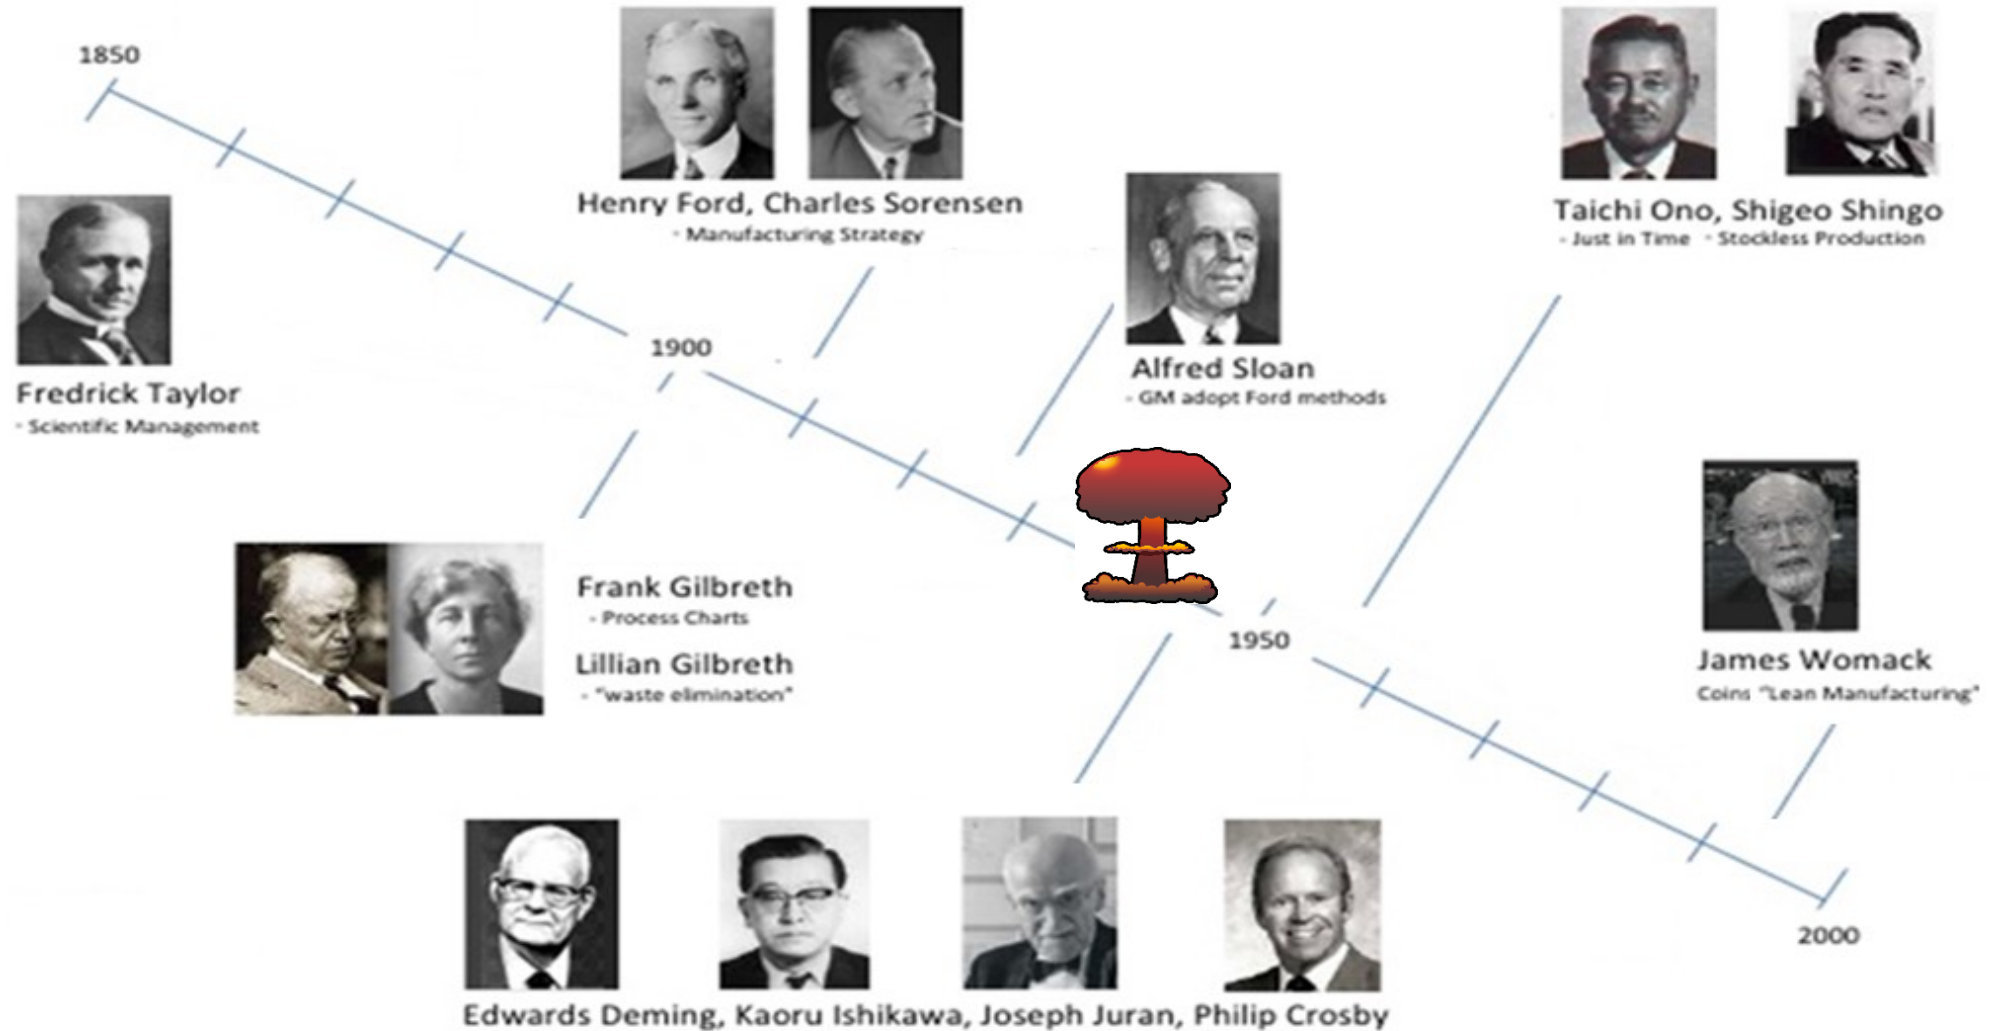 1850
Henry Ford, Charles Sorensen
- Manufacturing Strategy
Taichi Ono, Shigeo Shingo
- Just in Time - Stockless Production
1900
Alfred Sloan
- GM adopt Ford methods
Fredrick Taylor
- Scientific Management
Frank Gilbreth
- Process Charts
Lillian Gilbreth
- "waste elimination"
1950
James Womack
Coins "Lean Manufacturing"
2000
Edwards Deming, Kaoru Ishikawa, Joseph Juran, Philip Crosby